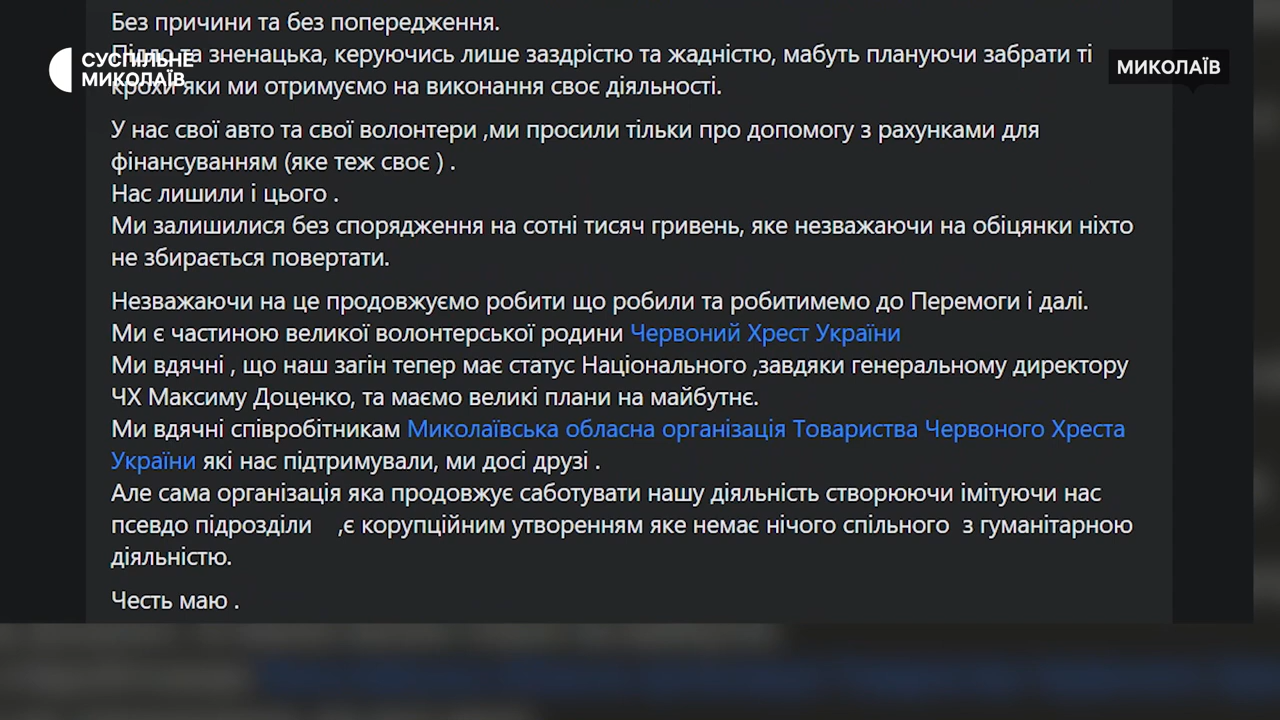 Без причини та без попередження.
Підло та зненацька, керуючись лише заздрістю та жадністю, мабуть плануючи забрати ті
крохи яки ми отримуємо на виконання своє діяльності.
СУСПІЛЬНЕ
МИКОЛАЇВ
МИКОЛАЇВ
У нас свої авто та свої волонтери ,ми просили тільки про допомогу з рахунками для
фінансуванням (яке теж своє ) .
Нас лишили і цього .
Ми залишилися без спорядження на сотні тисяч гривень, яке незважаючи на обіцянки ніхто
не збирається повертати.
Незважаючи на це продовжуємо робити що робили та робитимемо до Перемоги і далі.
Ми є частиною великої волонтерської родини Червоний Хрест України
Ми вдячні , що наш загін тепер має статус Національного ,завдяки генеральному директору
ЧХ Максиму Доценко, та маємо великі плани на майбутнє.
Ми вдячні співробітникам Миколаївська обласна організація Товариства Червоного Хреста
України які нас підтримували, ми досі друзі .
Але сама організація яка продовжує саботувати нашу діяльність створюючи імітуючи нас
псевдо підрозділи ,є корупційним утворенням яке немає нічого спільного з гуманітарною
діяльністю.
Честь маю .